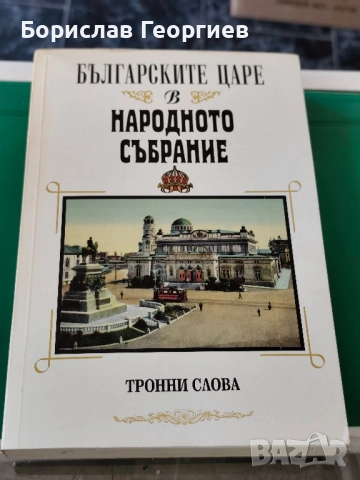 Борислав Георгиев
БЪЛГАРСКИТЕ ЦАРЕ
В
НАРОДНОТО
СЪБРАНИЕ
ТРОННИ СЛОВА
BAZAR